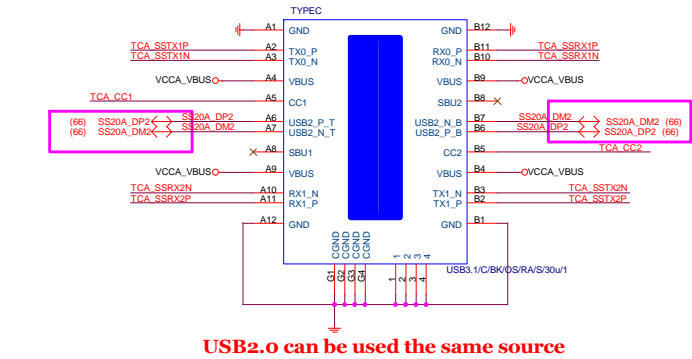 TYPEC
A1 GND GND B12
TCA_SSTX1P A2 TX0_P RX0_P B11 TCA_SSRX1P
TCA_SSTX1N A3 TX0_N RX0_N B10 TCA_SSRX1N
VCCA_VBUS A4 VBUS VBUS B9 VCCA_VBUS
TCA_CC1 A5 CC1 SBU2 B8
(66) SS20A_DP2 SS20A_DP2 A6 USB2_P_T USB2_N_B B7 SS20A_DM2 SS20A_DM2 (66)
(66) SS20A_DM2 SS20A_DM2 A7 USB2_N_T USB2_P_B B6 SS20A_DP2 SS20A_DP2 (66)
A8 SBU1 CC2 B5 TCA_CC2
VCCA_VBUS A9 VBUS VBUS B4 VCCA_VBUS
TCA_SSRX2N A10 RX1_N TX1_N B3 TCA_SSTX2N
TCA_SSRX2P A11 RX1_P TX1_P B2 TCA_SSTX2P
A12 GND GND B1
CGND CGND CGND CGND 1 2 3 4
G1 G2 G3 G4 1 2 3 4
USB3.1/C/BK/OS/RA/S/30u/1
USB2.0 can be used the same source